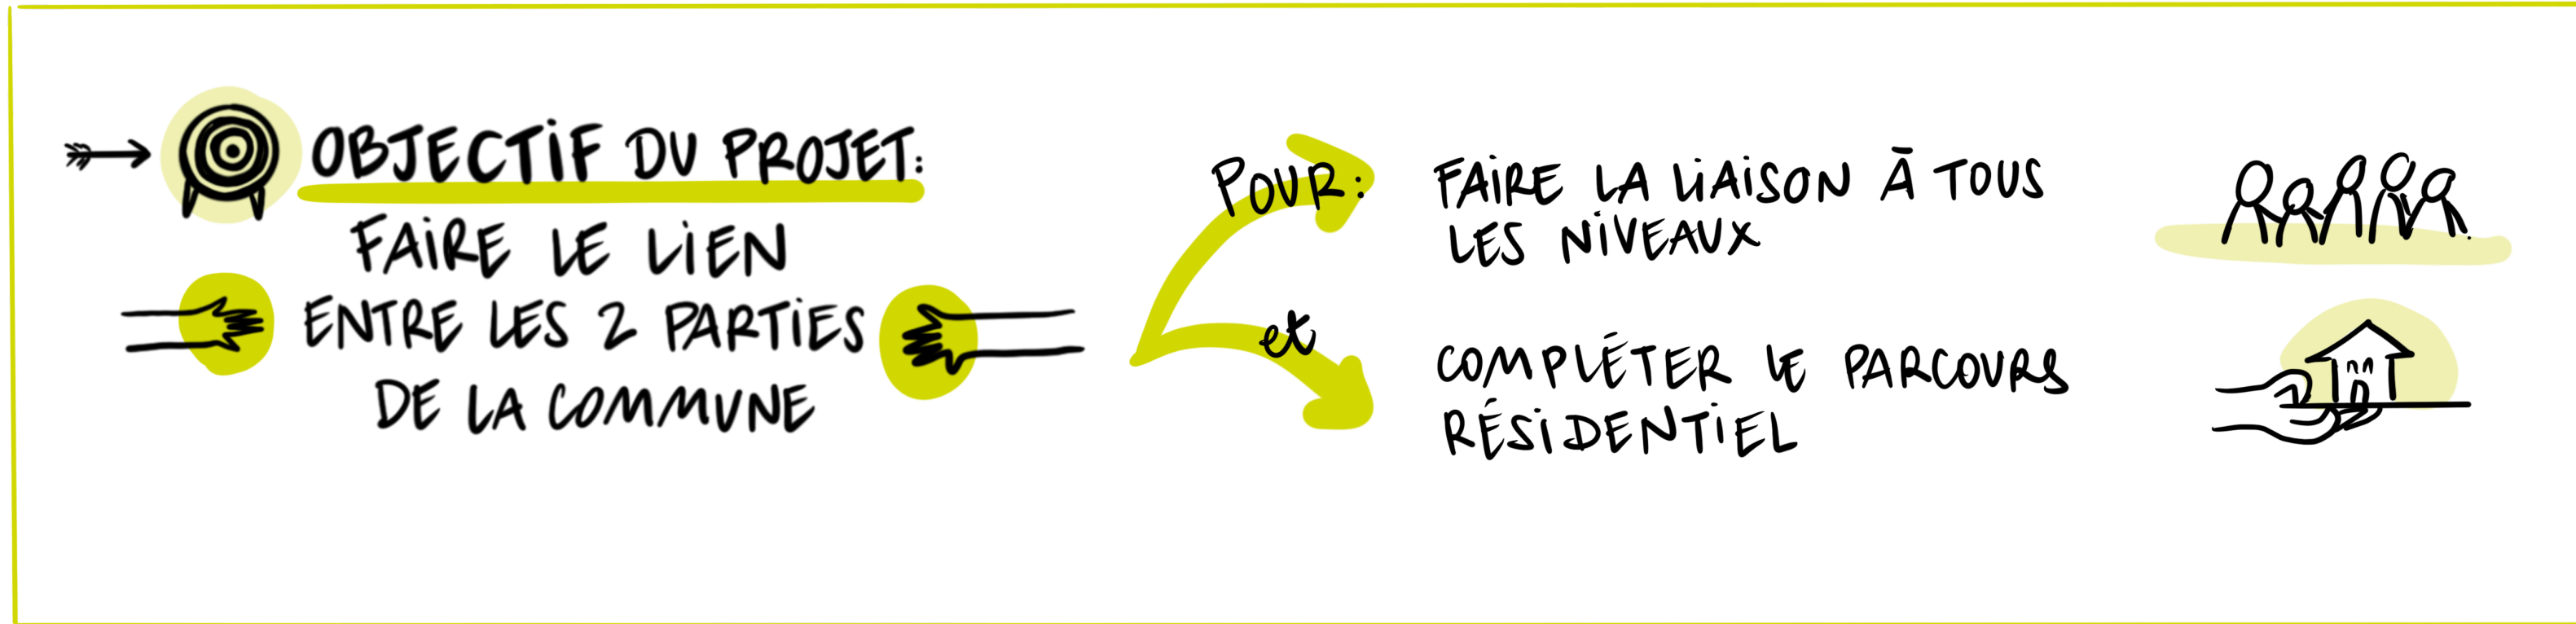 OBJECTIF DU PROJET:
FAIRE LE LIEN
ENTRE LES 2 PARTIES
DE LA COMMUNE
POUR:
FAIRE LA LIAISON À TOUS
LES NIVEAUX
et
COMPLÉTER LE PARCOURS
RÉSIDENTIEL